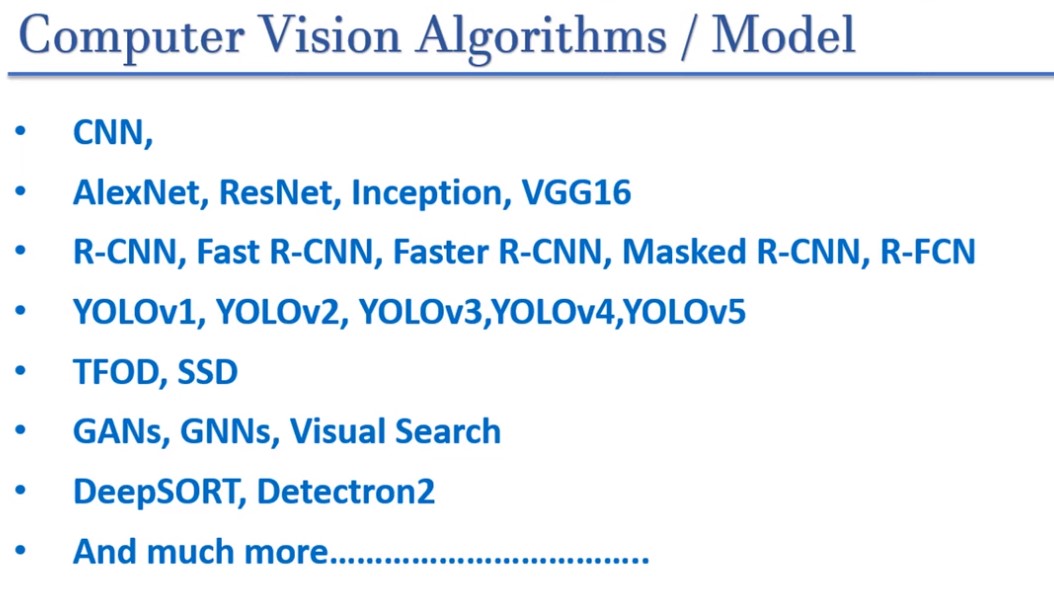 Computer Vision Algorithms / Model
• CNN,
• AlexNet, ResNet, Inception, VGG16
• R-CNN, Fast R-CNN, Faster R-CNN, Masked R-CNN, R-FCN
• YOLOv1, YOLOv2, YOLOv3,YOLOv4,YOLOv5
• TFOD, SSD
• GANs, GNNs, Visual Search
• DeepSORT, Detectron2
• And much more……………………………..